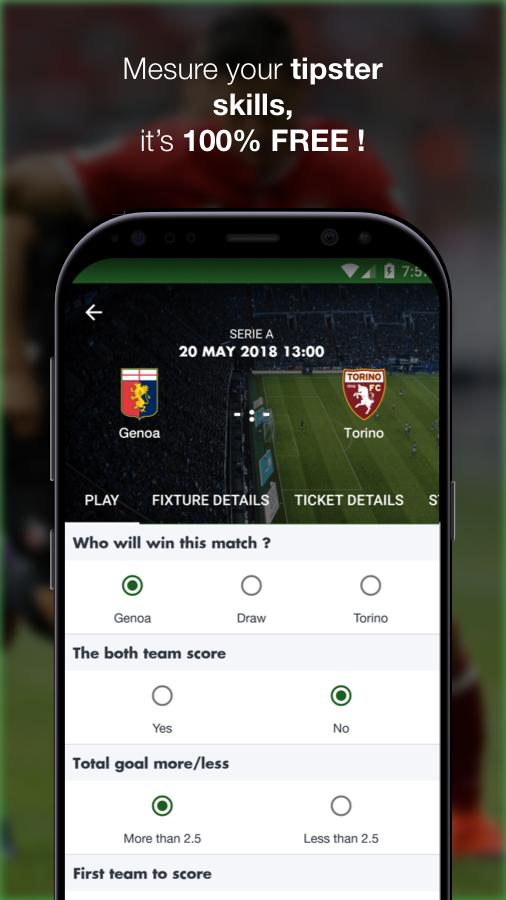 Mesure your tipster
skills,
it's 100% FREE !
SERIE A
20 MAY 2018 13:00
TORINO
FC
Genoa
- : -
Torino
PLAY FIXTURE DETAILS TICKET DETAILS
Who will win this match ?
Genoa Draw Torino
The both team score
Yes No
Total goal more/less
More than 2.5 Less than 2.5
First team to score